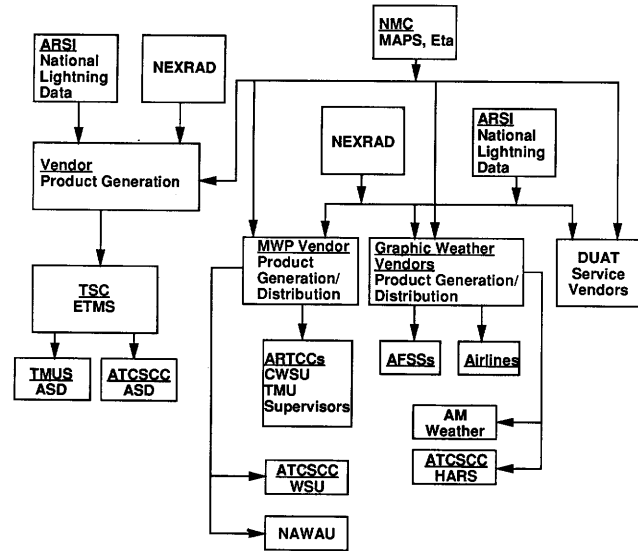 NMC
MAPS, Eta
ARSI
National
Lightning
Data
NEXRAD
NEXRAD
ARSI
National
Lightning
Data
Vendor
Product Generation
MWP Vendor
Product
Generation/
Distribution
Graphic Weather
Vendors
Product Generation/
Distribution
DUAT
Service
Vendors
TSC
ETMS
TMUS
ASD
ATCSCC
ASD
ARTCCs
CWSU
TMU
Supervisors
AFSSs
Airlines
AM
Weather
ATCSCC
HARS
ATCSCC
WSU
NAWAU